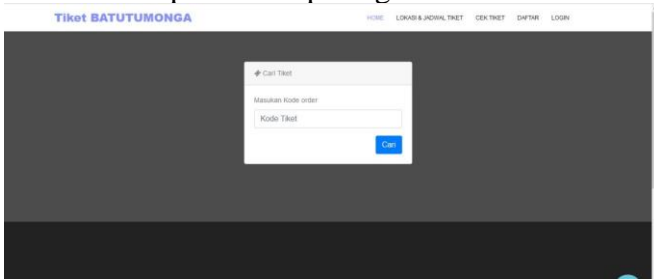 Tiket BATUTUMONGA
HOME LOKASI & JADWAL TIKET CEK TIKET DAFTAR LOGIN
Cari Tiket
Masukan Kode order
Kode Tiket
Cari